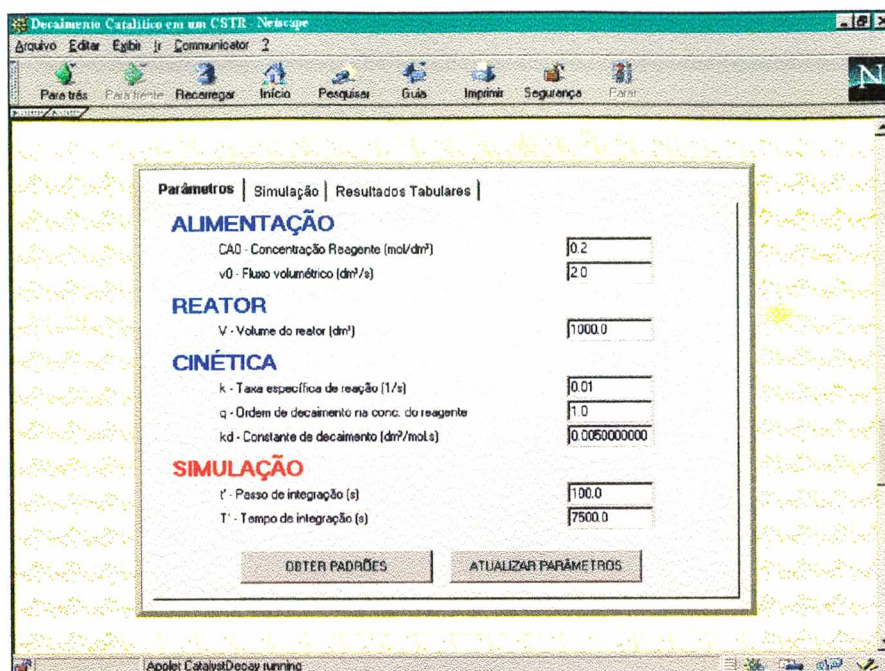 Decaimento Catalítico em um CSTR - Netscape
Arquivo Editar Exibir Ir Communicator ?
Para trás Para frente Recarregar Início Pesquisar Guia Imprimir Segurança Parar
N
Parâmetros Simulação Resultados Tabulares
ALIMENTAÇÃO
CA0 - Concentração Reagente (mol/dm³) 0.2
v0 - Fluxo volumétrico (dm³/s) 2.0
REATOR
V - Volume do reator (dm³) 1000.0
CINÉTICA
k - Taxa específica de reação (1/s) 0.01
q - Ordem de decaimento na conc. do reagente 1.0
kd - Constante de decaimento (dm³/mol.s) 0.0050000000
SIMULAÇÃO
t' - Passo de integração (s) 100.0
T' - Tempo de integração (s) 7500.0
OBTER PADRÕES ATUALIZAR PARÂMETROS
Applet CatalystDecay running